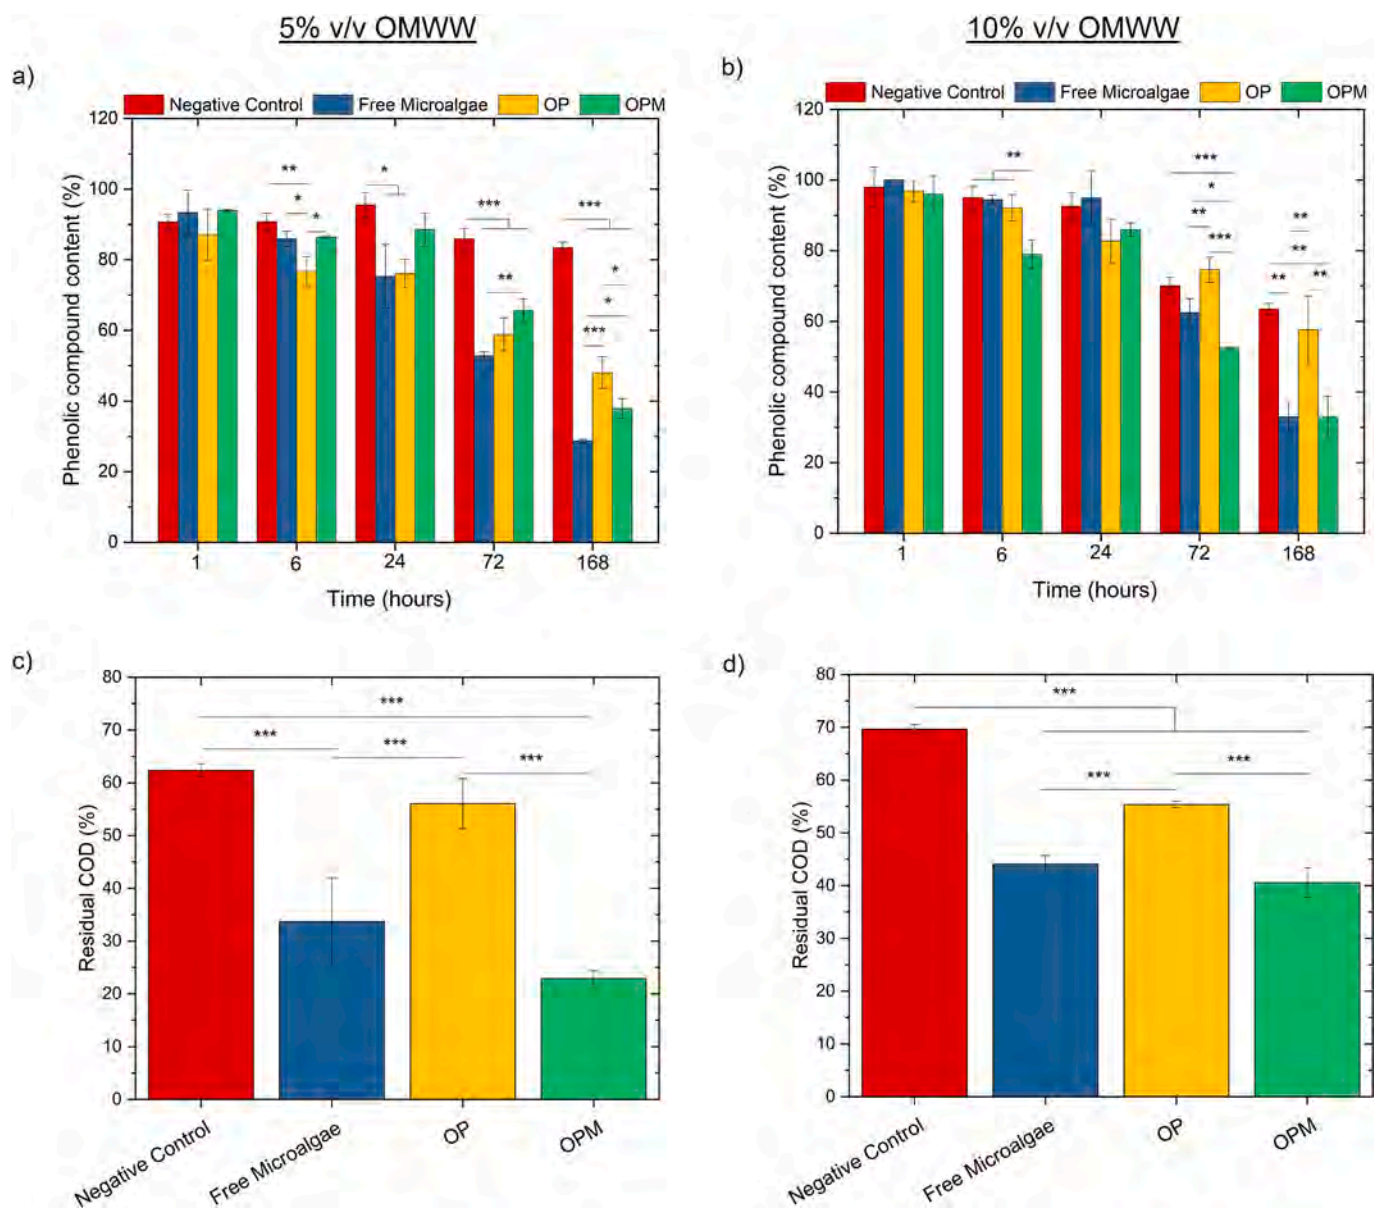 5% v/v OMWW
10% v/v OMWW
a)
Negative Control Free Microalgae OP OPM
120
100
80
60
40
20
0
Phenolic compound content (%)
** * * * *** ** *** * * ***
1 6 24 72 168
Time (hours)
b)
Negative Control Free Microalgae OP OPM
120
100
80
60
40
20
0
Phenolic compound content (%)
** *** * ** *** ** ** ** **
1 6 24 72 168
Time (hours)
c)
80
70
60
50
40
30
20
10
0
Residual COD (%)
***
*** *** ***
Negative Control Free Microalgae OP OPM
d)
80
70
60
50
40
30
20
10
0
Residual COD (%)
***
*** ***
Negative Control Free Microalgae OP OPM